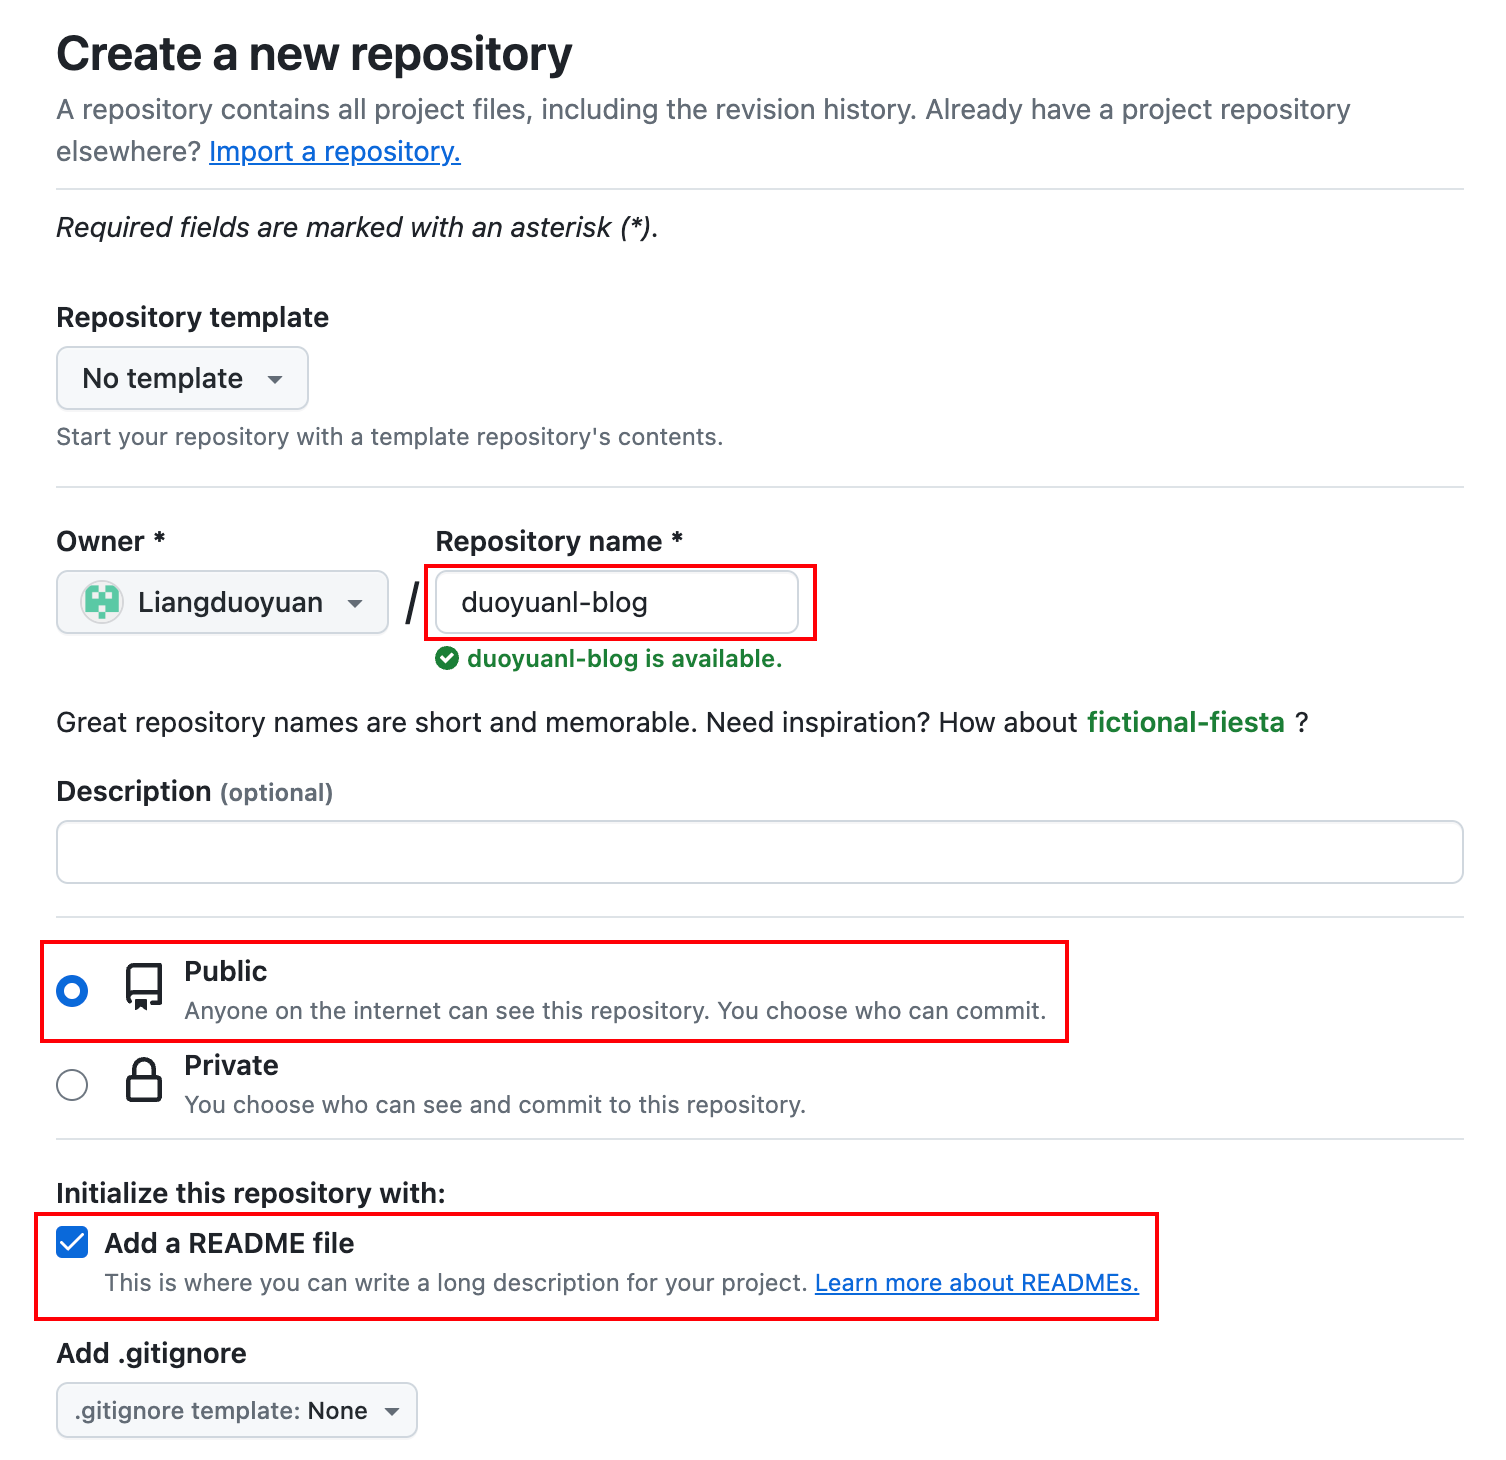 Create a new repository
A repository contains all project files, including the revision history. Already have a project repository
elsewhere? Import a repository.
Required fields are marked with an asterisk (*).
Repository template
No template
Start your repository with a template repository's contents.
Owner *
Repository name *
Liangduoyuan
/
duoyuanl-blog
duoyuanl-blog is available.
Great repository names are short and memorable. Need inspiration? How about fictional-fiesta ?
Description (optional)
Public
Anyone on the internet can see this repository. You choose who can commit.
Private
You choose who can see and commit to this repository.
Initialize this repository with:
Add a README file
This is where you can write a long description for your project. Learn more about READMEs.
Add .gitignore
.gitignore template: None